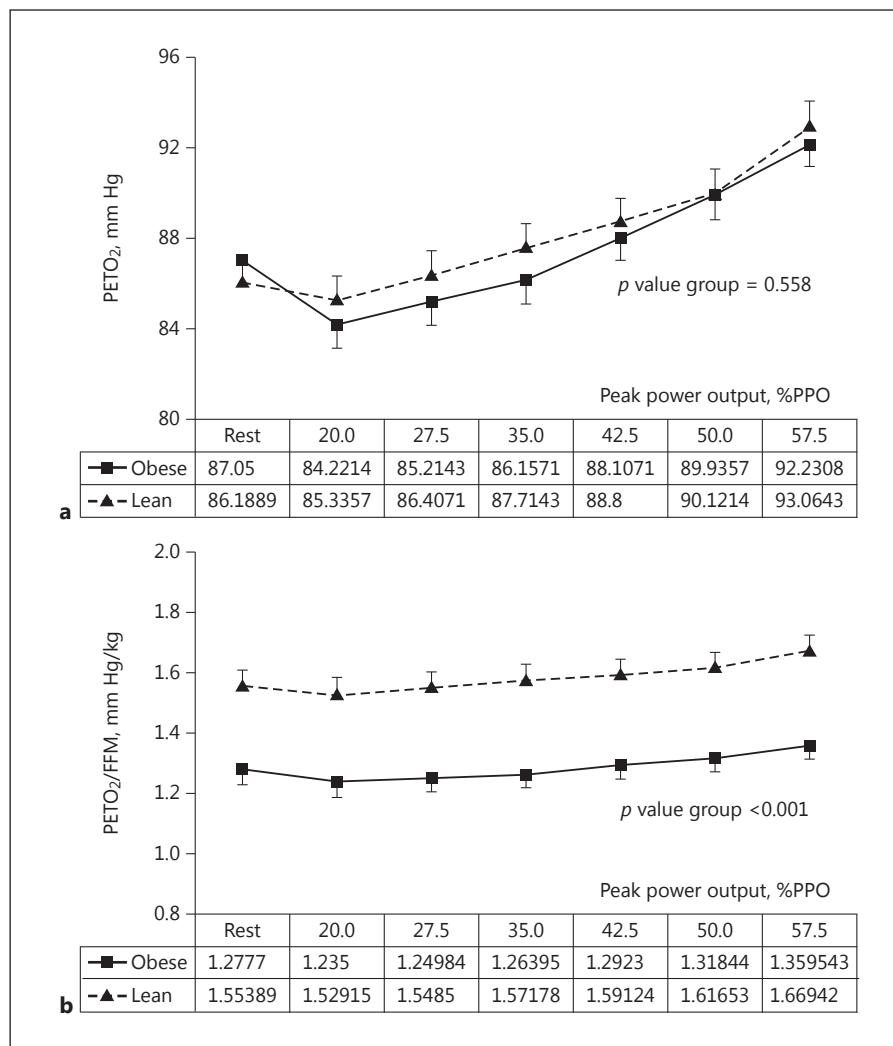 96
92
88
84
80
PETO₂, mm Hg
p value group = 0.558
Peak power output, %PPO
Rest 20.0 27.5 35.0 42.5 50.0 57.5
Obese 87.05 84.2214 85.2143 86.1571 88.1071 89.9357 92.2308
Lean 86.1889 85.3357 86.4071 87.7143 88.8 90.1214 93.0643
a
2.0
1.8
1.6
1.4
1.2
1.0
0.8
PETO₂/FFM, mm Hg/kg
p value group <0.001
Peak power output, %PPO
Rest 20.0 27.5 35.0 42.5 50.0 57.5
Obese 1.2777 1.235 1.24984 1.26395 1.2923 1.31844 1.359543
Lean 1.55389 1.52915 1.5485 1.57178 1.59124 1.61653 1.66942
b